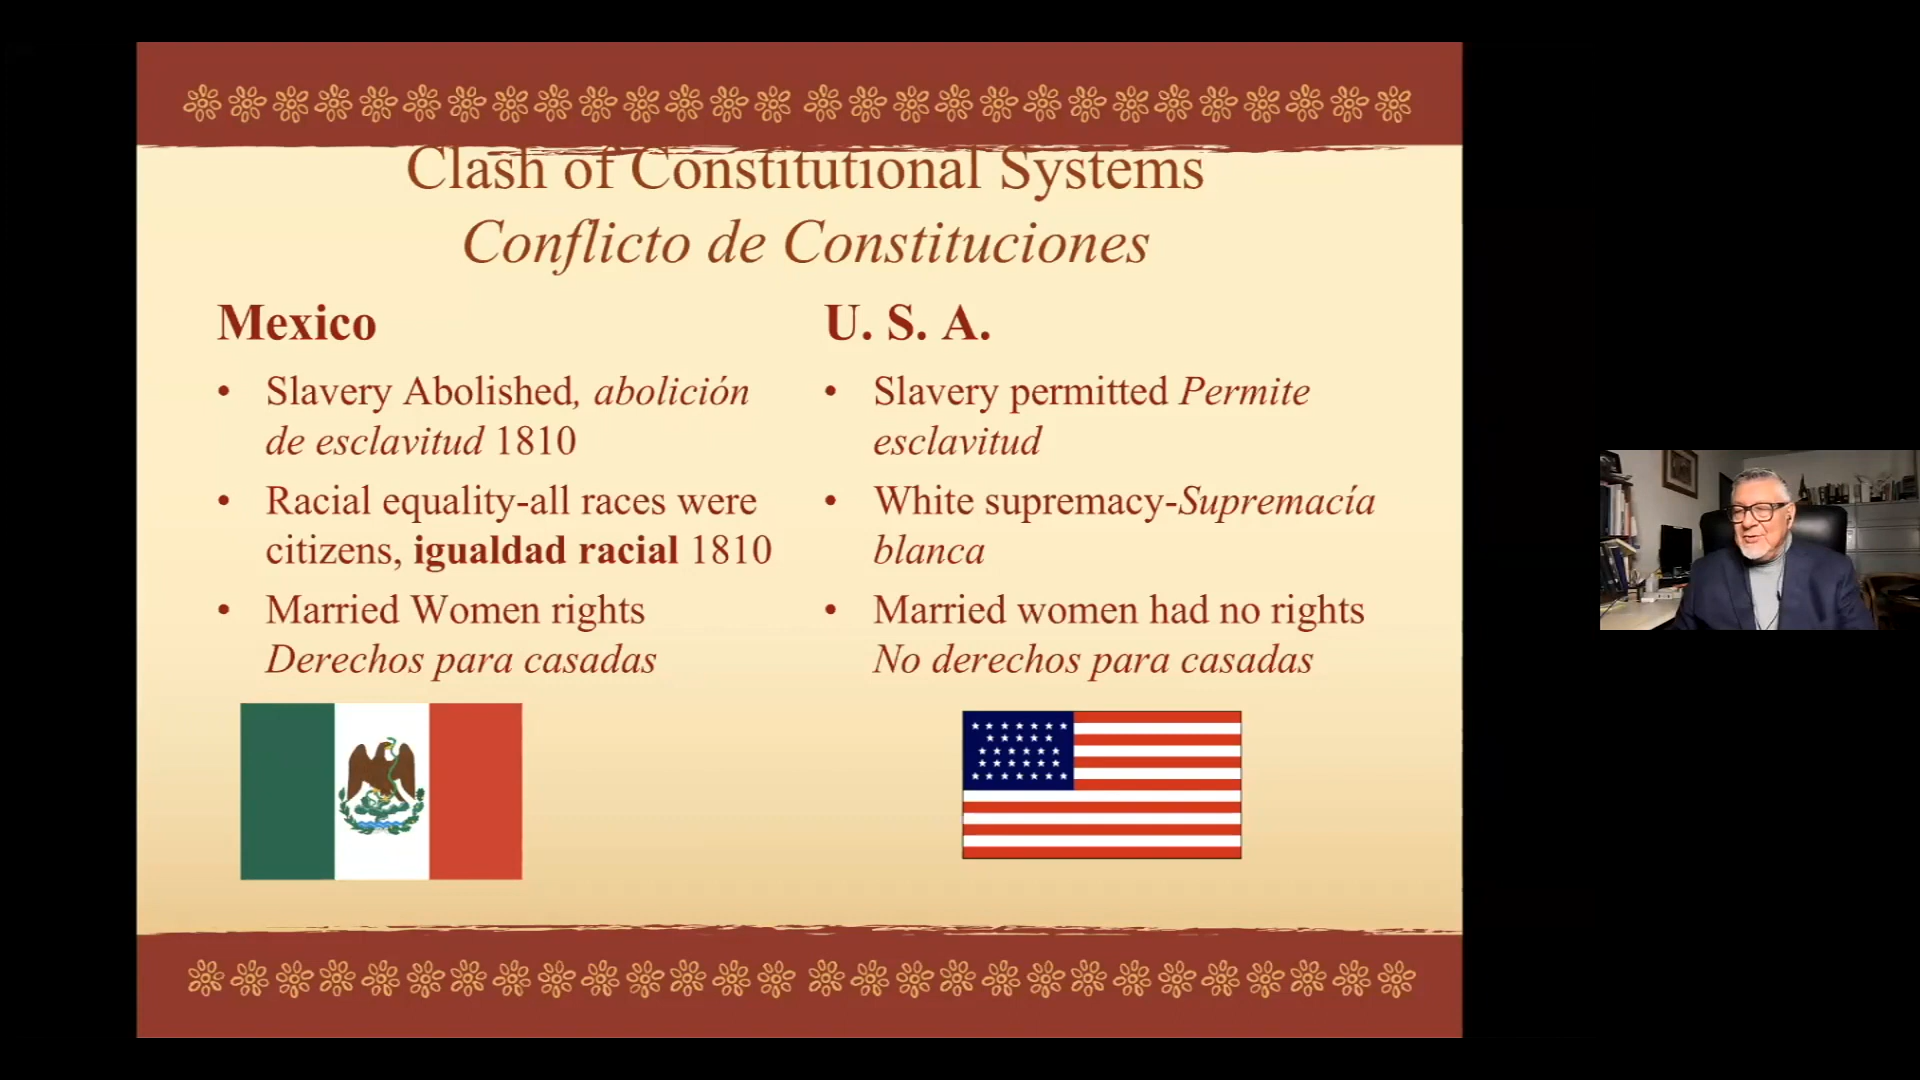 Clash of Constitutional Systems
Conflicto de Constituciones
Mexico
• Slavery Abolished, abolición
de esclavitud 1810
• Racial equality-all races were
citizens, igualdad racial 1810
• Married Women rights
Derechos para casadas
U. S. A.
• Slavery permitted Permite
esclavitud
• White supremacy-Supremacía
blanca
• Married women had no rights
No derechos para casadas